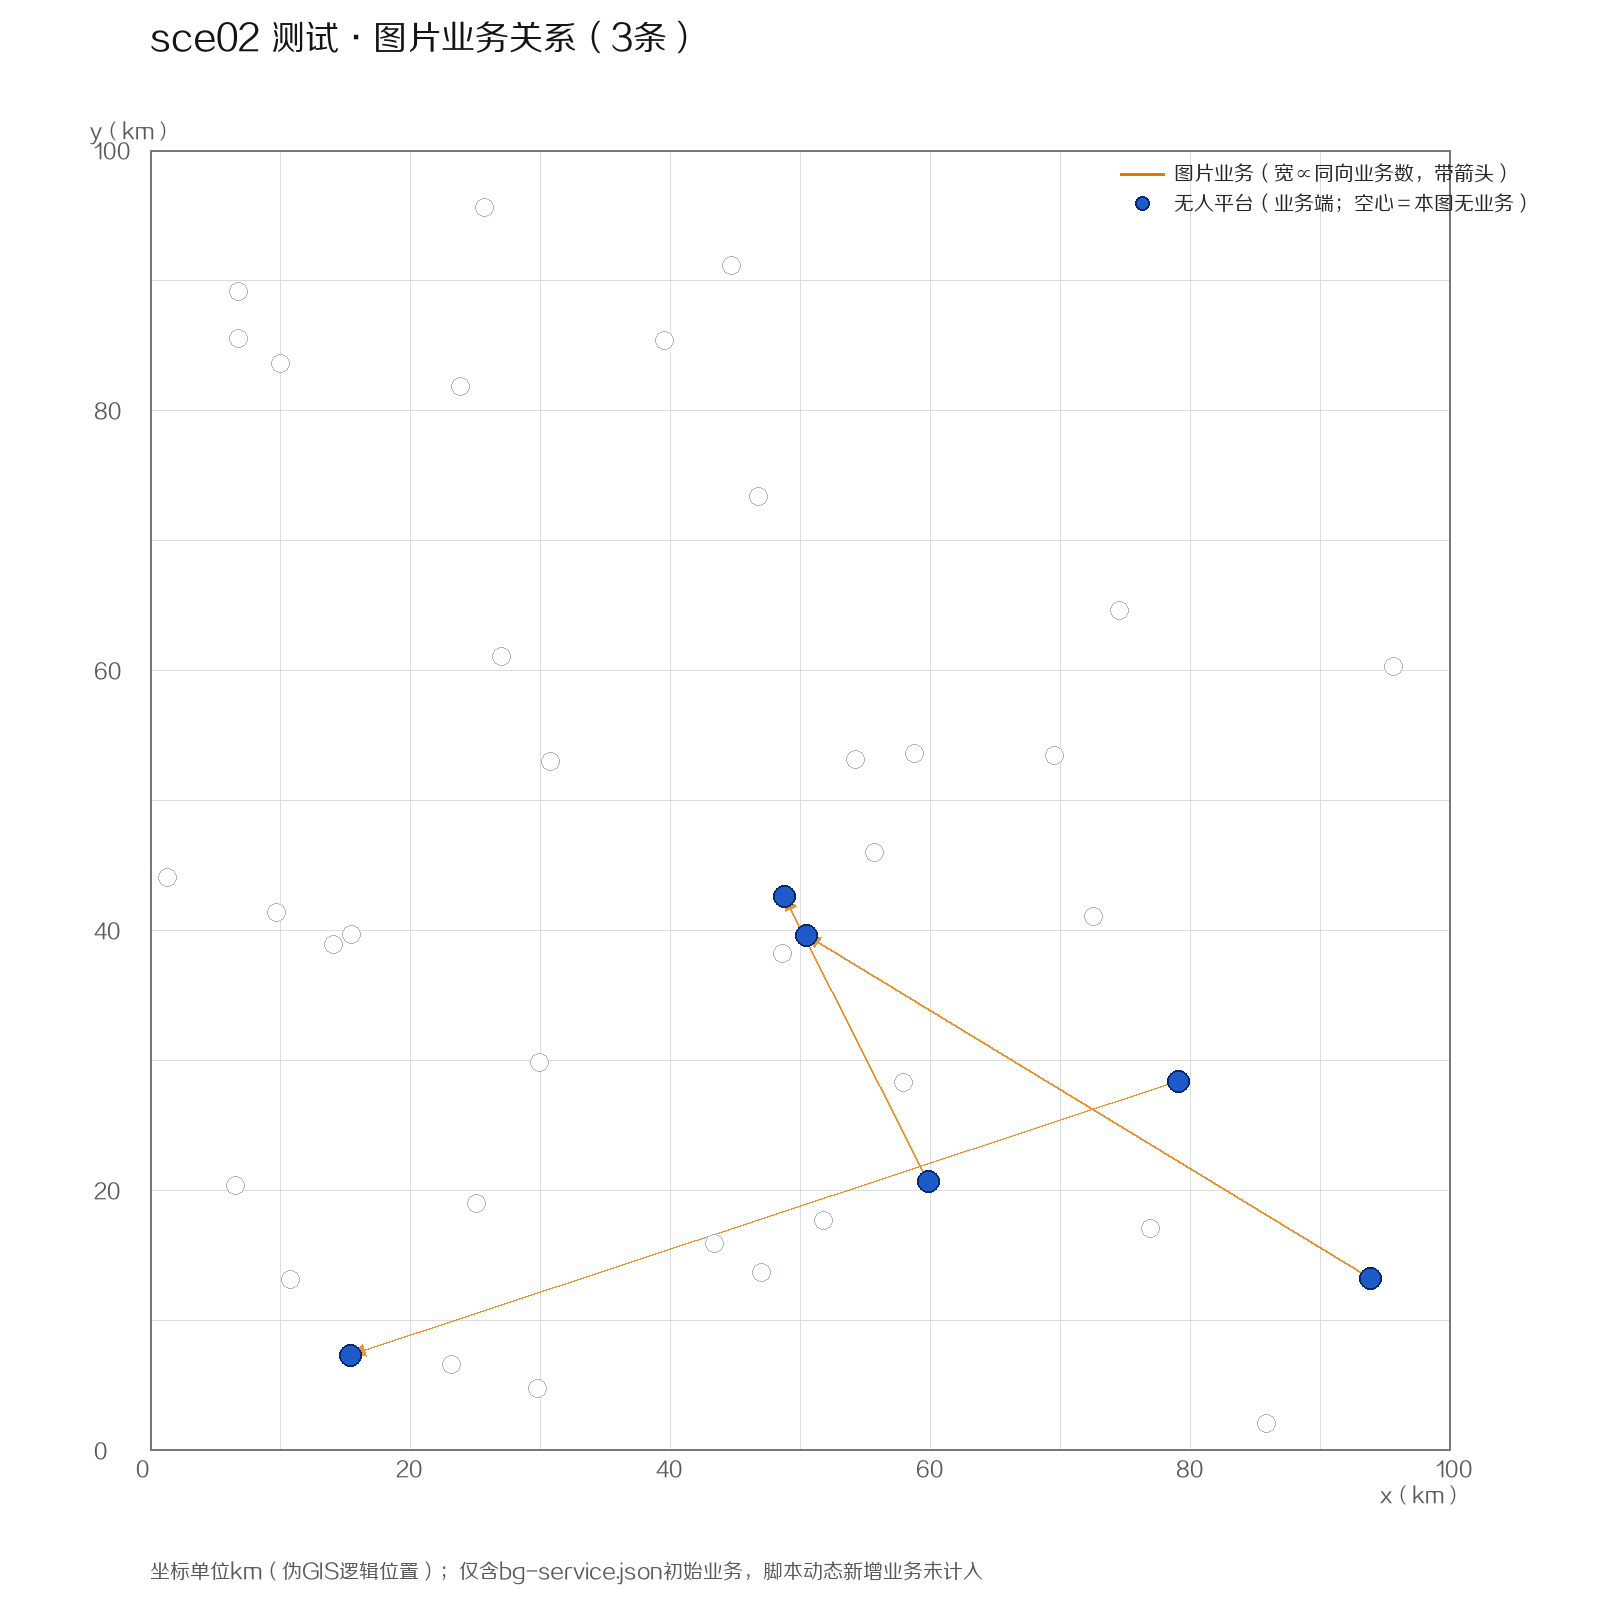 sce02 测试 · 图片业务关系（3条）
y（km）
100
图片业务（宽∝同向业务数，带箭头）
无人平台（业务端；空心＝本图无业务）
80
60
40
20
0
0 20 40 60 80 100
x（km）
坐标单位km（伪GIS逻辑位置）；仅含bg-service.json初始业务，脚本动态新增业务未计入